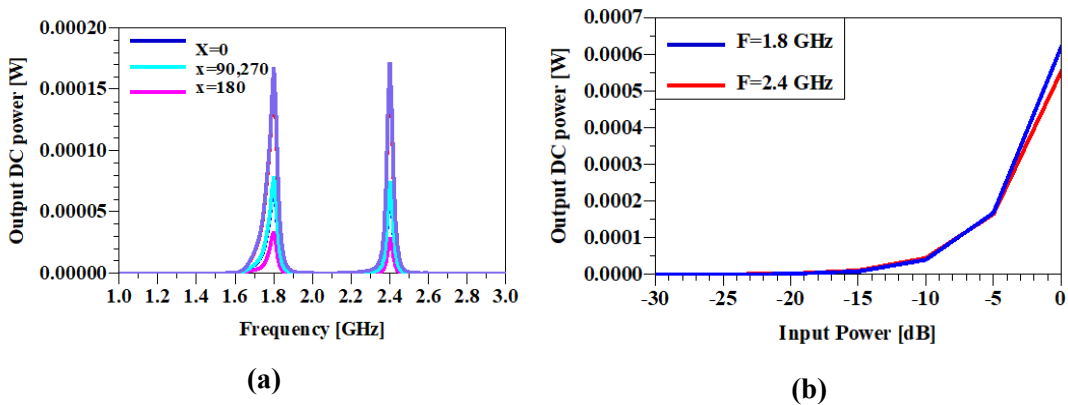 0.00020
0.00015
0.00010
0.00005
0.00000
Output DC power [W]
X=0
x=90,270
x=180
1.0 1.2 1.4 1.6 1.8 2.0 2.2 2.4 2.6 2.8 3.0
Frequency [GHz]
(a)
0.0007
0.0006
0.0005
0.0004
0.0003
0.0002
0.0001
0.0000
Output DC power [W]
F=1.8 GHz
F=2.4 GHz
-30 -25 -20 -15 -10 -5 0
Input Power [dB]
(b)